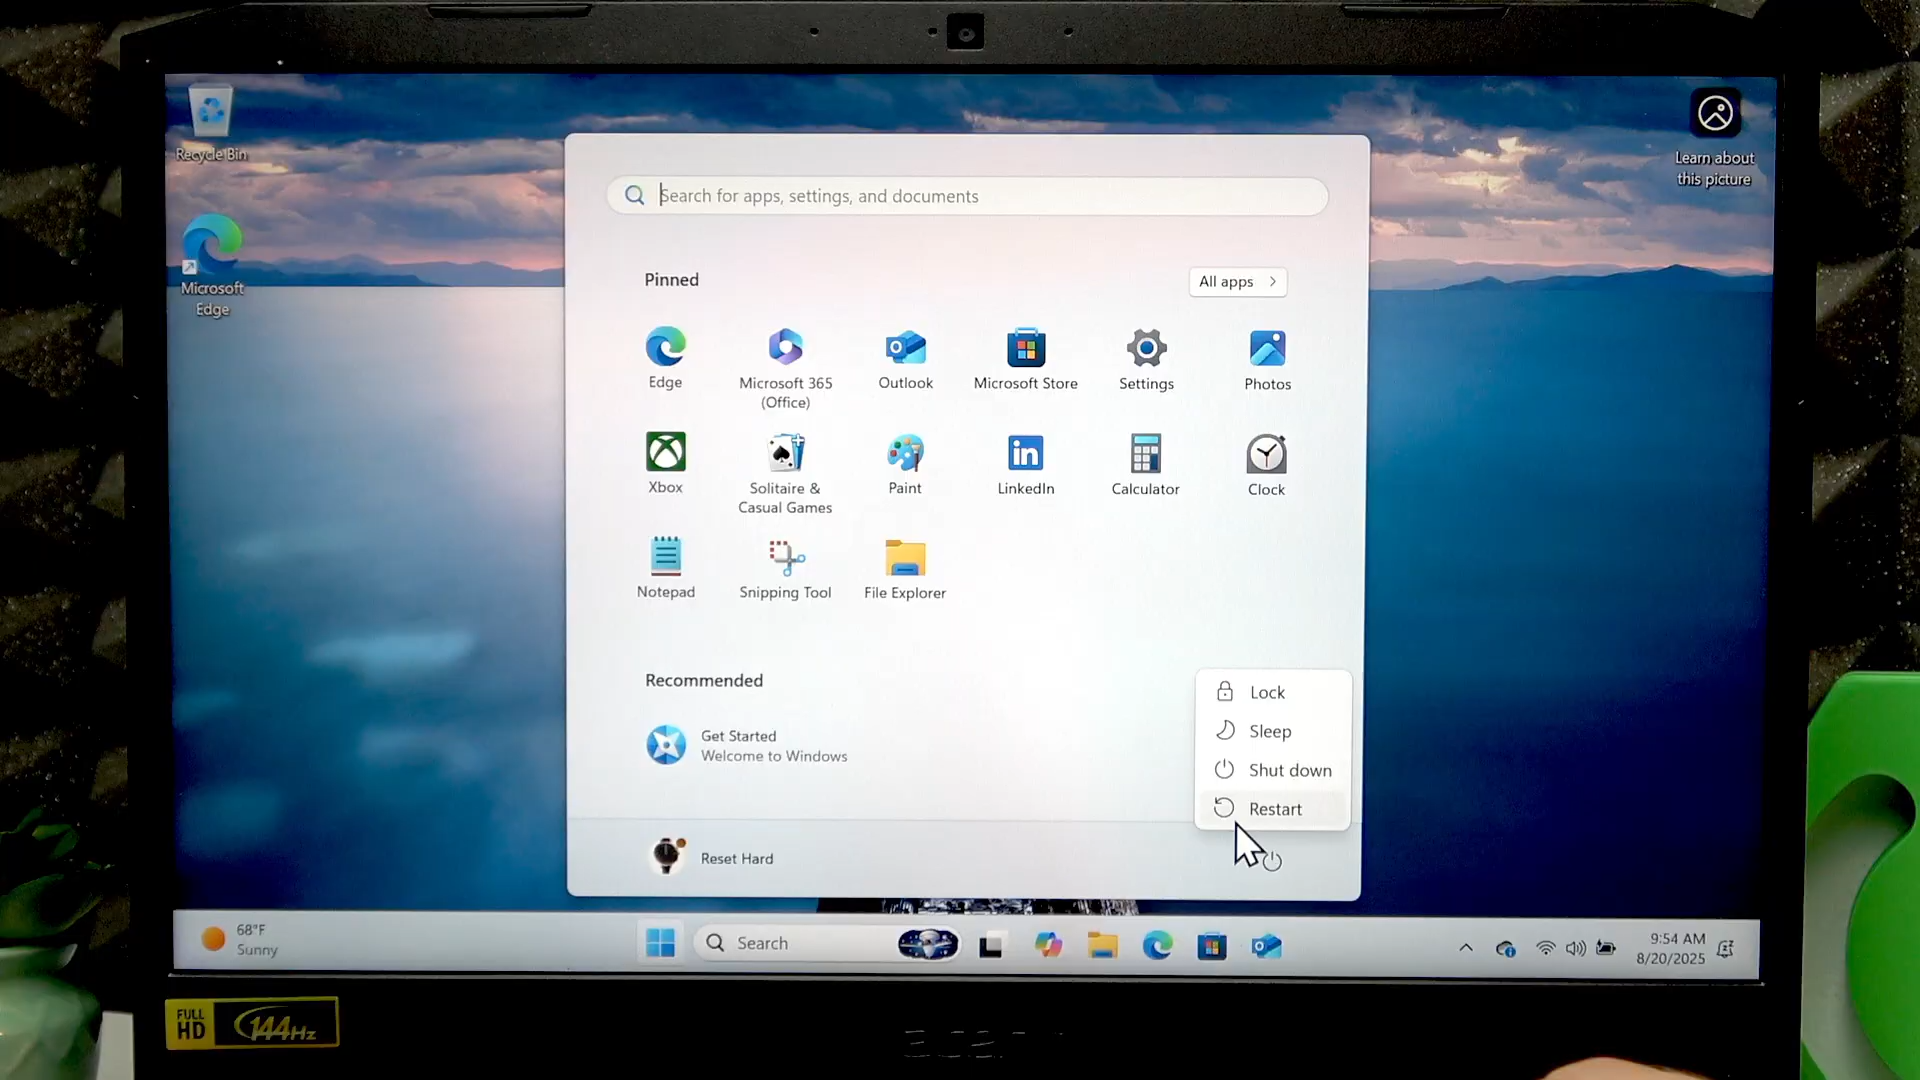 Recycle Bin
Learn about
this picture
Microsoft
Edge
Search for apps, settings, and documents
Pinned
All apps
Edge
Microsoft 365
(Office)
Outlook
Microsoft Store
Settings
Photos
Xbox
Solitaire &
Casual Games
Paint
LinkedIn
Calculator
Clock
Notepad
Snipping Tool
File Explorer
Recommended
Get Started
Welcome to Windows
Lock
Sleep
Shut down
Restart
Reset Hard
68°F
Sunny
Search
9:54 AM
8/20/2025
FULL
HD
144Hz